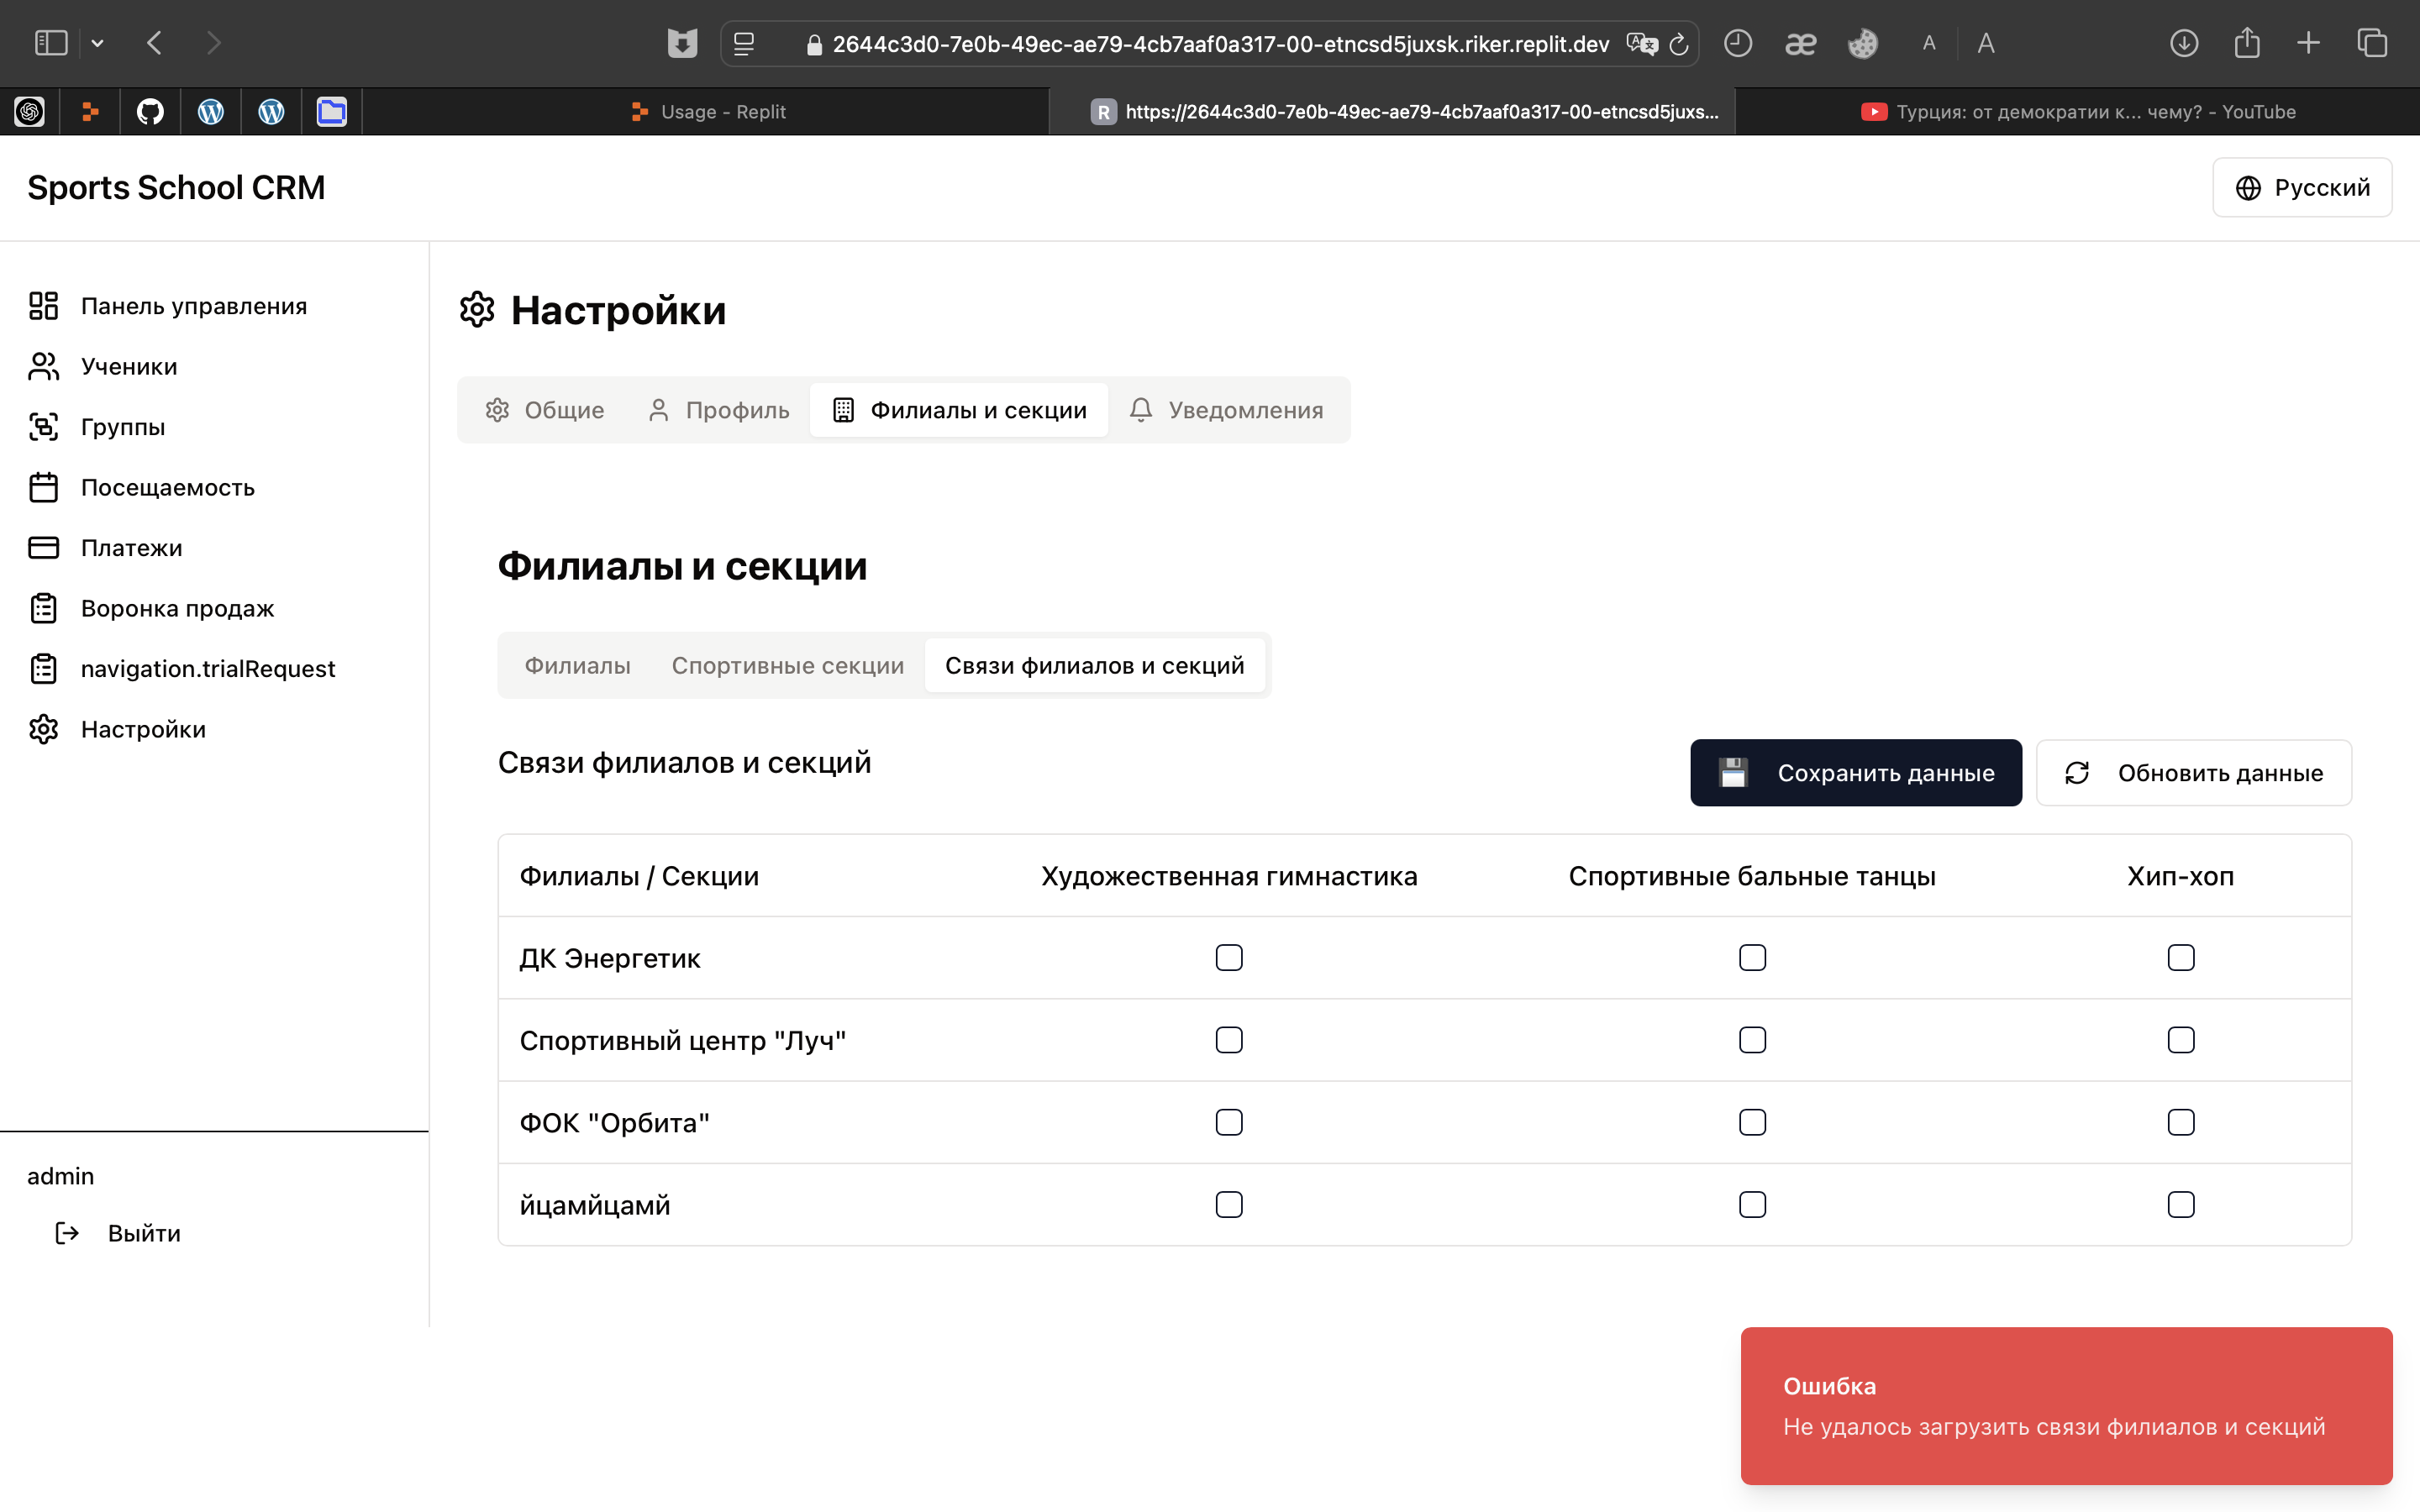 2644c3d0-7e0b-49ec-ae79-4cb7aaf0a317-00-etncsd5juxsk.riker.replit.dev
æ A A
Usage - Replit
R https://2644c3d0-7e0b-49ec-ae79-4cb7aaf0a317-00-etncsd5juxs...
Турция: от демократии к... чему? - YouTube
Sports School CRM
Русский
Панель управления
Ученики
Группы
Посещаемость
Платежи
Воронка продаж
navigation.trialRequest
Настройки
admin
Выйти
Настройки
Общие Профиль Филиалы и секции Уведомления
Филиалы и секции
Филиалы Спортивные секции Связи филиалов и секций
Связи филиалов и секций
Сохранить данные Обновить данные
Филиалы / Секции Художественная гимнастика Спортивные бальные танцы Хип-хоп
ДК Энергетик
Спортивный центр "Луч"
ФОК "Орбита"
йцамйцамй
Ошибка
Не удалось загрузить связи филиалов и секций